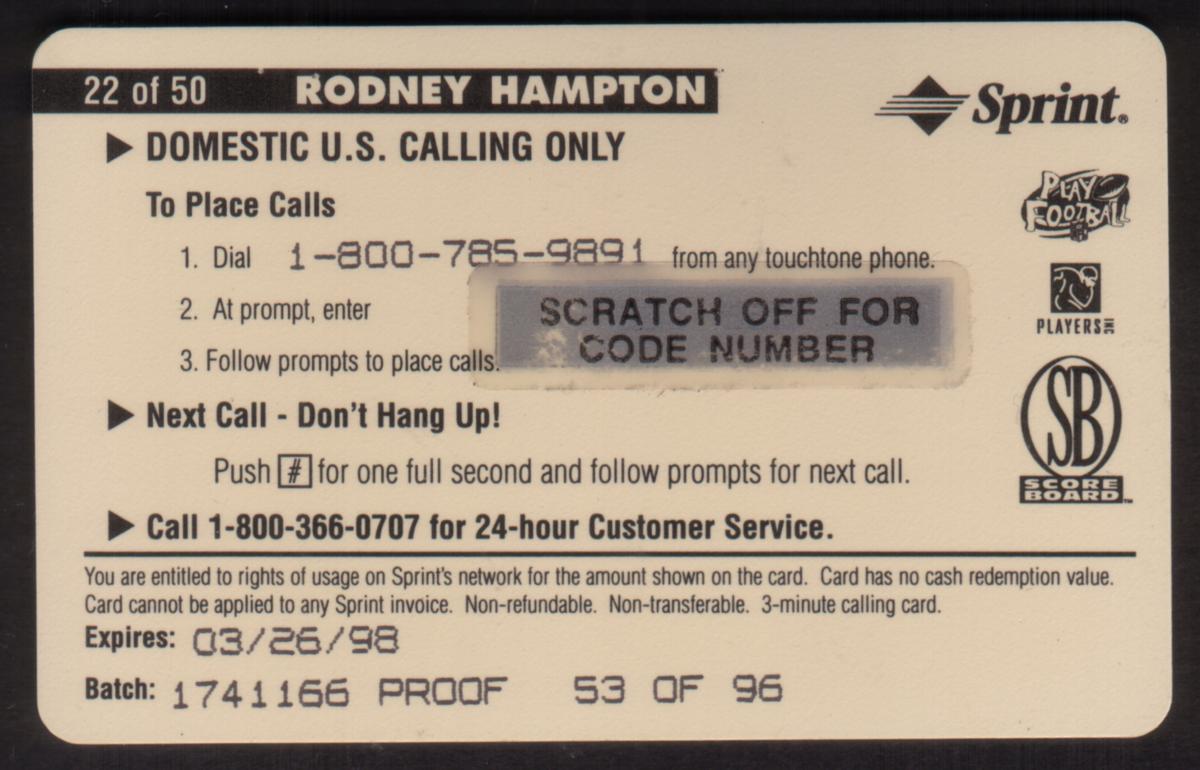 22 of 50 RODNEY HAMPTON
Sprint®
▶ DOMESTIC U.S. CALLING ONLY
To Place Calls
PLAY FOOTBALL
NFL
1. Dial 1-800-785-9891 from any touchtone phone.
2. At prompt, enter
SCRATCH OFF FOR
CODE NUMBER
3. Follow prompts to place calls.
PLAYERS INC
▶ Next Call - Don't Hang Up!
Push # for one full second and follow prompts for next call.
SB
SCORE
BOARD™
▶ Call 1-800-366-0707 for 24-hour Customer Service.
You are entitled to rights of usage on Sprint's network for the amount shown on the card. Card has no cash redemption value.
Card cannot be applied to any Sprint invoice. Non-refundable. Non-transferable. 3-minute calling card.
Expires: 03/26/98
Batch: 1741166 PROOF 53 OF 96